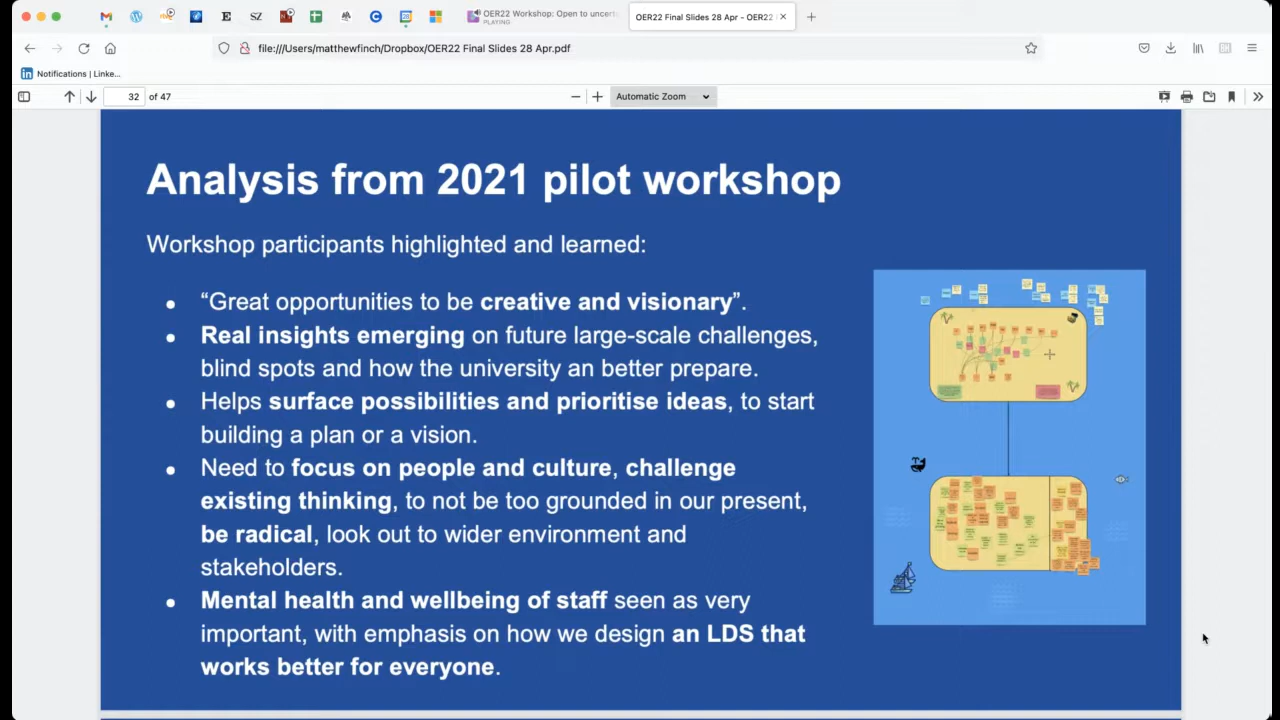 OER22 Workshop: Open to uncert
PLAYING
OER22 Final Slides 28 Apr - OER22
file:///Users/matthewfinch/Dropbox/OER22 Final Slides 28 Apr.pdf
Notifications | Linke...
32 of 47
Automatic Zoom
Analysis from 2021 pilot workshop
Workshop participants highlighted and learned:
• “Great opportunities to be creative and visionary”.
• Real insights emerging on future large-scale challenges,
blind spots and how the university an better prepare.
• Helps surface possibilities and prioritise ideas, to start
building a plan or a vision.
• Need to focus on people and culture, challenge
existing thinking, to not be too grounded in our present,
be radical, look out to wider environment and
stakeholders.
• Mental health and wellbeing of staff seen as very
important, with emphasis on how we design an LDS that
works better for everyone.